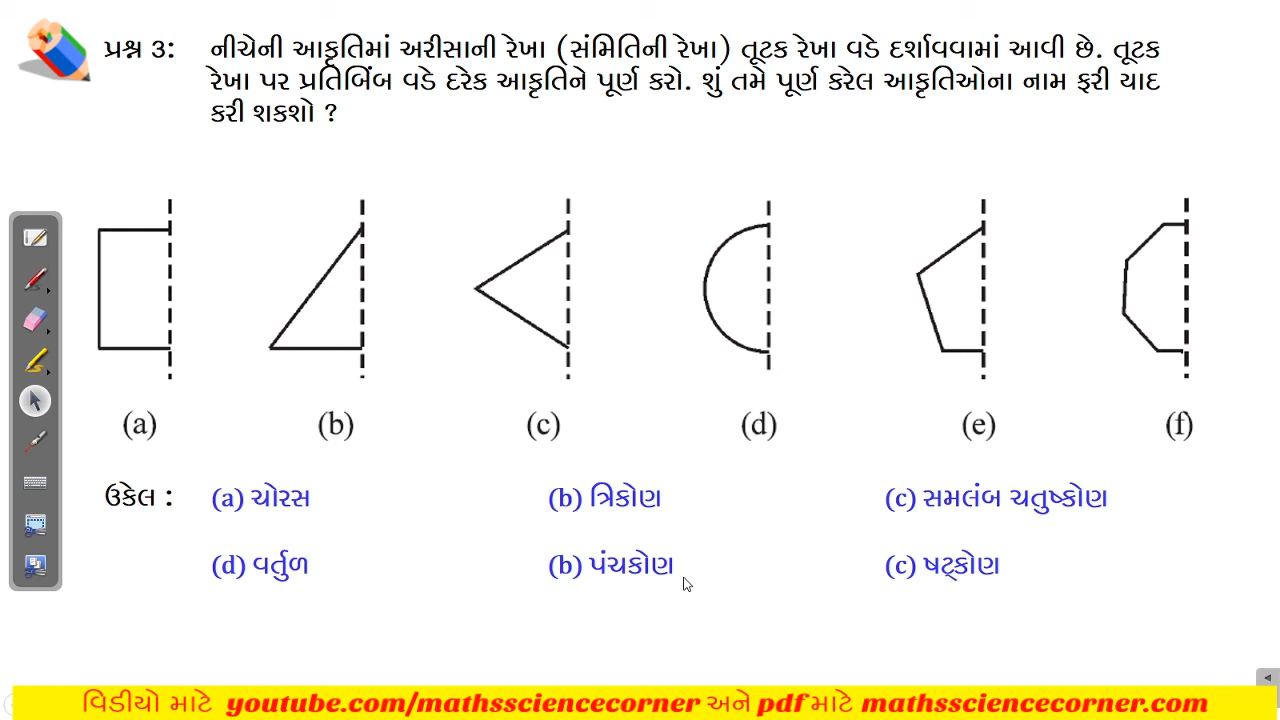 પ્રશ્ન 3: નીચેની આકૃતિમાં અરીસાની રેખા (સંમિતિની રેખા) તૂટક રેખા વડે દર્શાવવામાં આવી છે. તૂટક
રેખા પર પ્રતિબિંબ વડે દરેક આકૃતિને પૂર્ણ કરો. શું તમે પૂર્ણ કરેલ આકૃતિઓના નામ ફરી યાદ
કરી શકશો ?
(a) (b) (c) (d) (e) (f)
ઉકેલ : (a) ચોરસ (b) ત્રિકોણ (c) સમલંબ ચતુષ્કોણ
(d) વર્તુળ (b) પંચકોણ (c) ષટ્કોણ
વિડીયો માટે youtube.com/mathssciencecorner અને pdf માટે mathssciencecorner.com